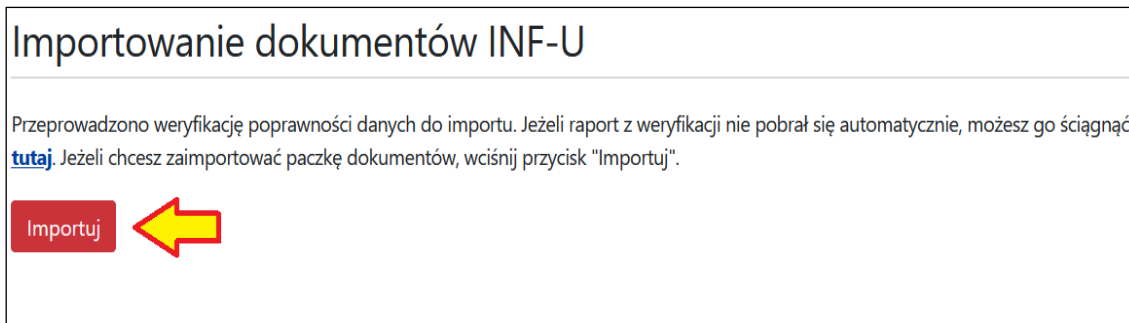 Importowanie dokumentów INF-U
Przeprowadzono weryfikację poprawności danych do importu. Jeżeli raport z weryfikacji nie pobrał się automatycznie, możesz go ściągnąć
tutaj. Jeżeli chcesz zaimportować paczkę dokumentów, wciśnij przycisk "Importuj".
Importuj